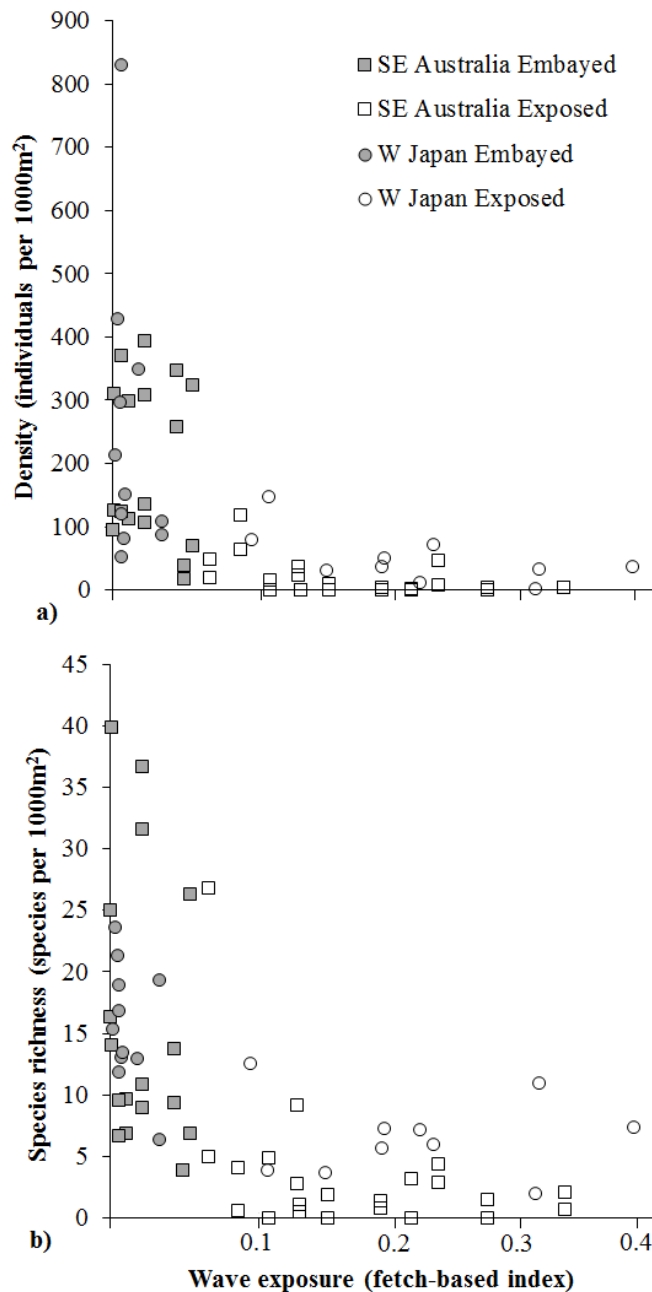 900
800
700
600
500
400
300
200
100
0
Density (individuals per 1000m²)
SE Australia Embayed
SE Australia Exposed
W Japan Embayed
W Japan Exposed
a)
45
40
35
30
25
20
15
10
5
0
Species richness (species per 1000m²)
b)
0.1 0.2 0.3 0.4
Wave exposure (fetch-based index)